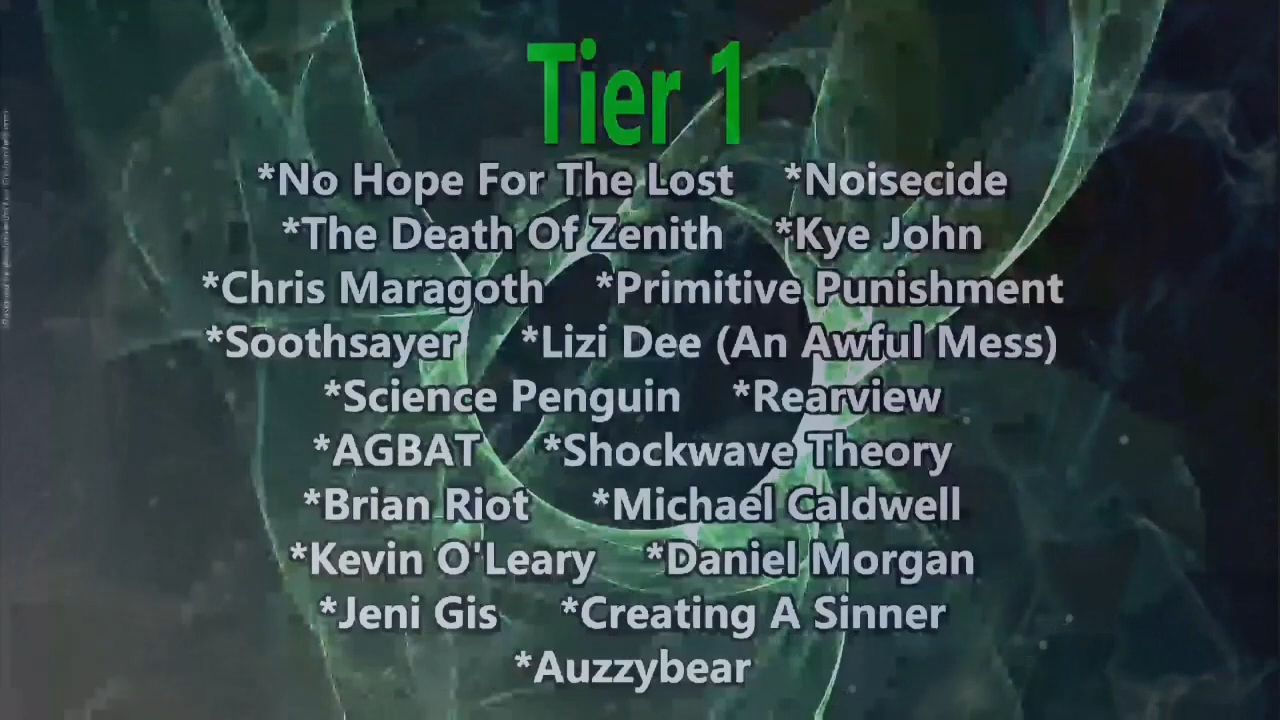 Tier 1
*No Hope For The Lost *Noisecide
*The Death Of Zenith *Kye John
*Chris Maragoth *Primitive Punishment
*Soothsayer *Lizi Dee (An Awful Mess)
*Science Penguin *Rearview
*AGBAT *Shockwave Theory
*Brian Riot *Michael Caldwell
*Kevin O'Leary *Daniel Morgan
*Jeni Gis *Creating A Sinner
*Auzzybear